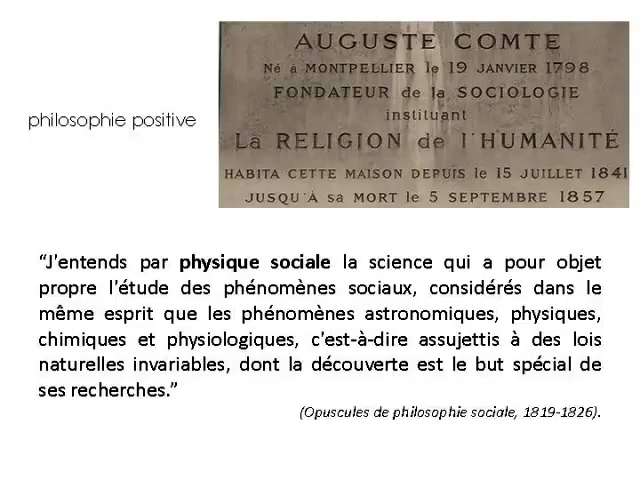 philosophie positive
AUGUSTE COMTE
Né à MONTPELLIER le 19 JANVIER 1798
FONDATEUR de la SOCIOLOGIE
instituant
La RELIGION de l'HUMANITÉ
HABITA CETTE MAISON DEPUIS le 15 JUILLET 1841
JUSQU'À sa MORT le 5 SEPTEMBRE 1857
“J'entends par physique sociale la science qui a pour objet
propre l'étude des phénomènes sociaux, considérés dans le
même esprit que les phénomènes astronomiques, physiques,
chimiques et physiologiques, c'est-à-dire assujettis à des lois
naturelles invariables, dont la découverte est le but spécial de
ses recherches.”
(Opuscules de philosophie sociale, 1819-1826).